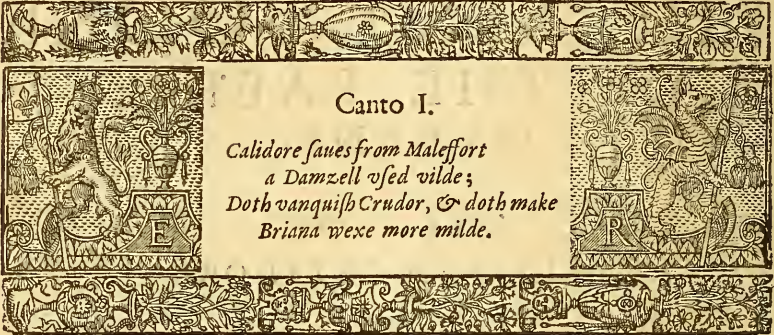 Canto I.
Calidore ſaues from Maleffort
a Damzell vſed vilde;
Doth vanquiſh Crudor, & doth make
Briana wexe more milde.
E R